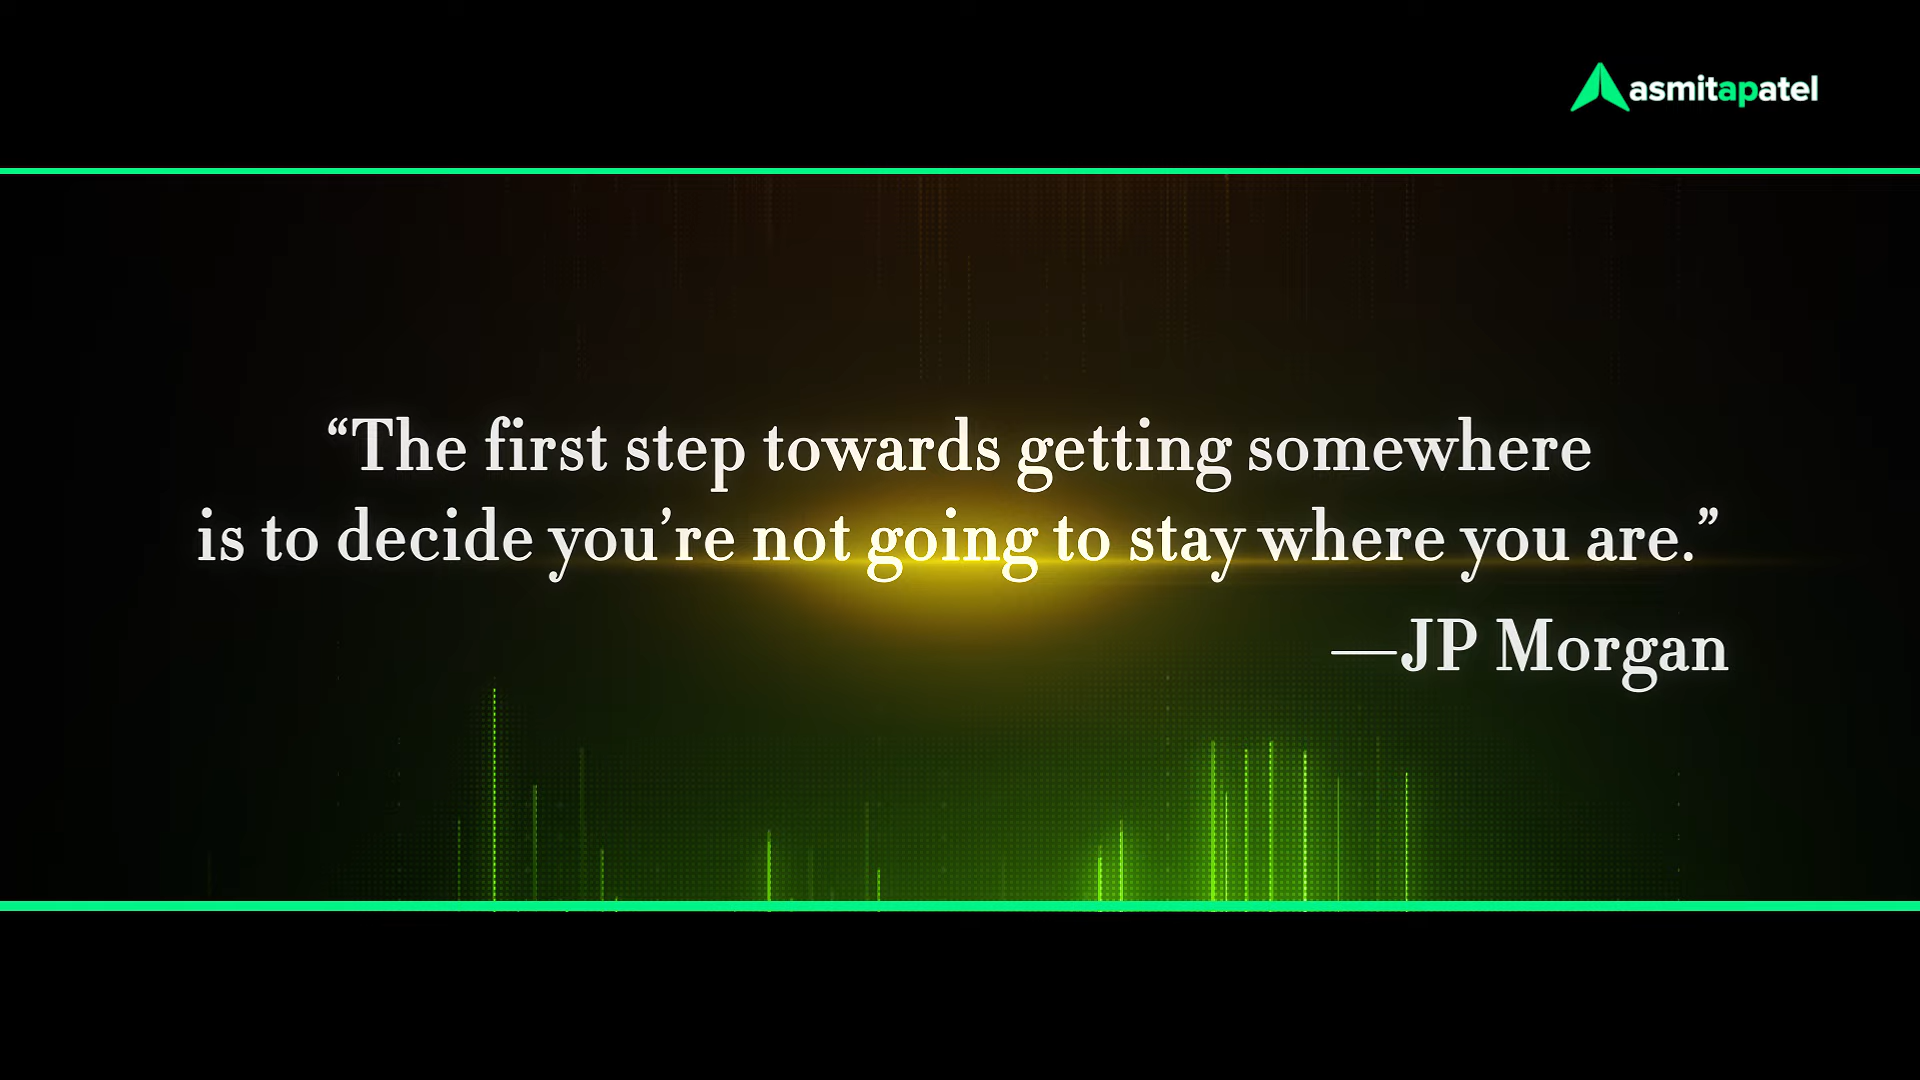 asmitapatel
“The first step towards getting somewhere
is to decide you’re not going to stay where you are.”
—JP Morgan